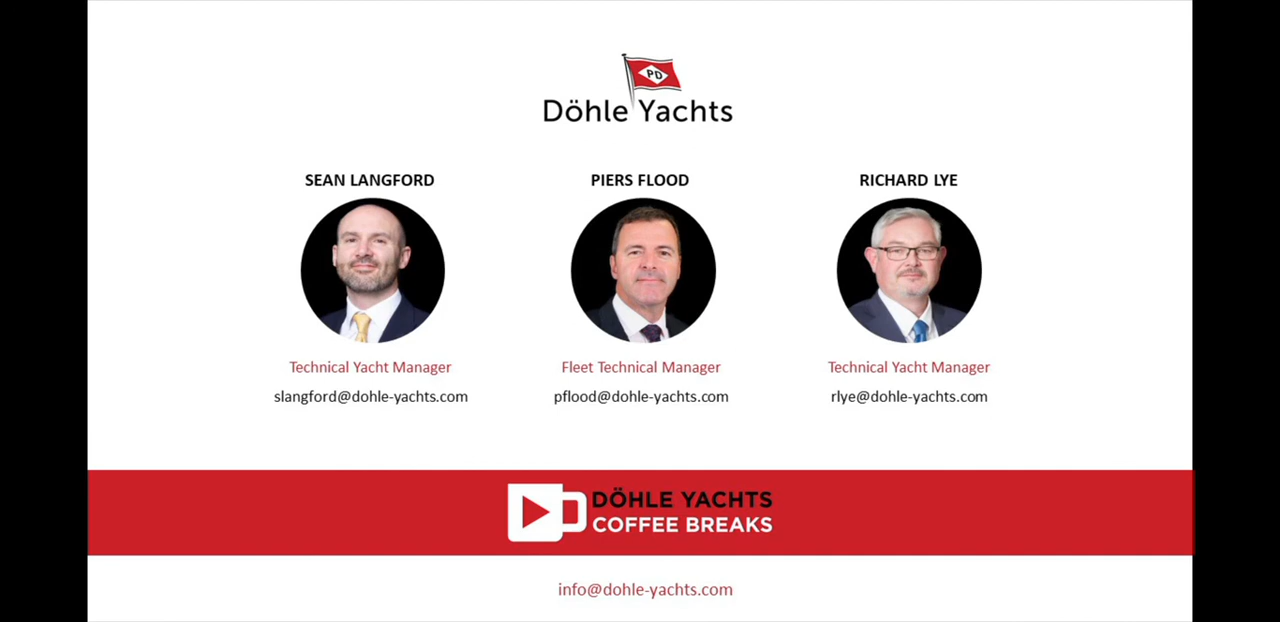 PD
Döhle Yachts
SEAN LANGFORD
PIERS FLOOD
RICHARD LYE
Technical Yacht Manager
Fleet Technical Manager
Technical Yacht Manager
slangford@dohle-yachts.com
pflood@dohle-yachts.com
rlye@dohle-yachts.com
DÖHLE YACHTS
COFFEE BREAKS
info@dohle-yachts.com